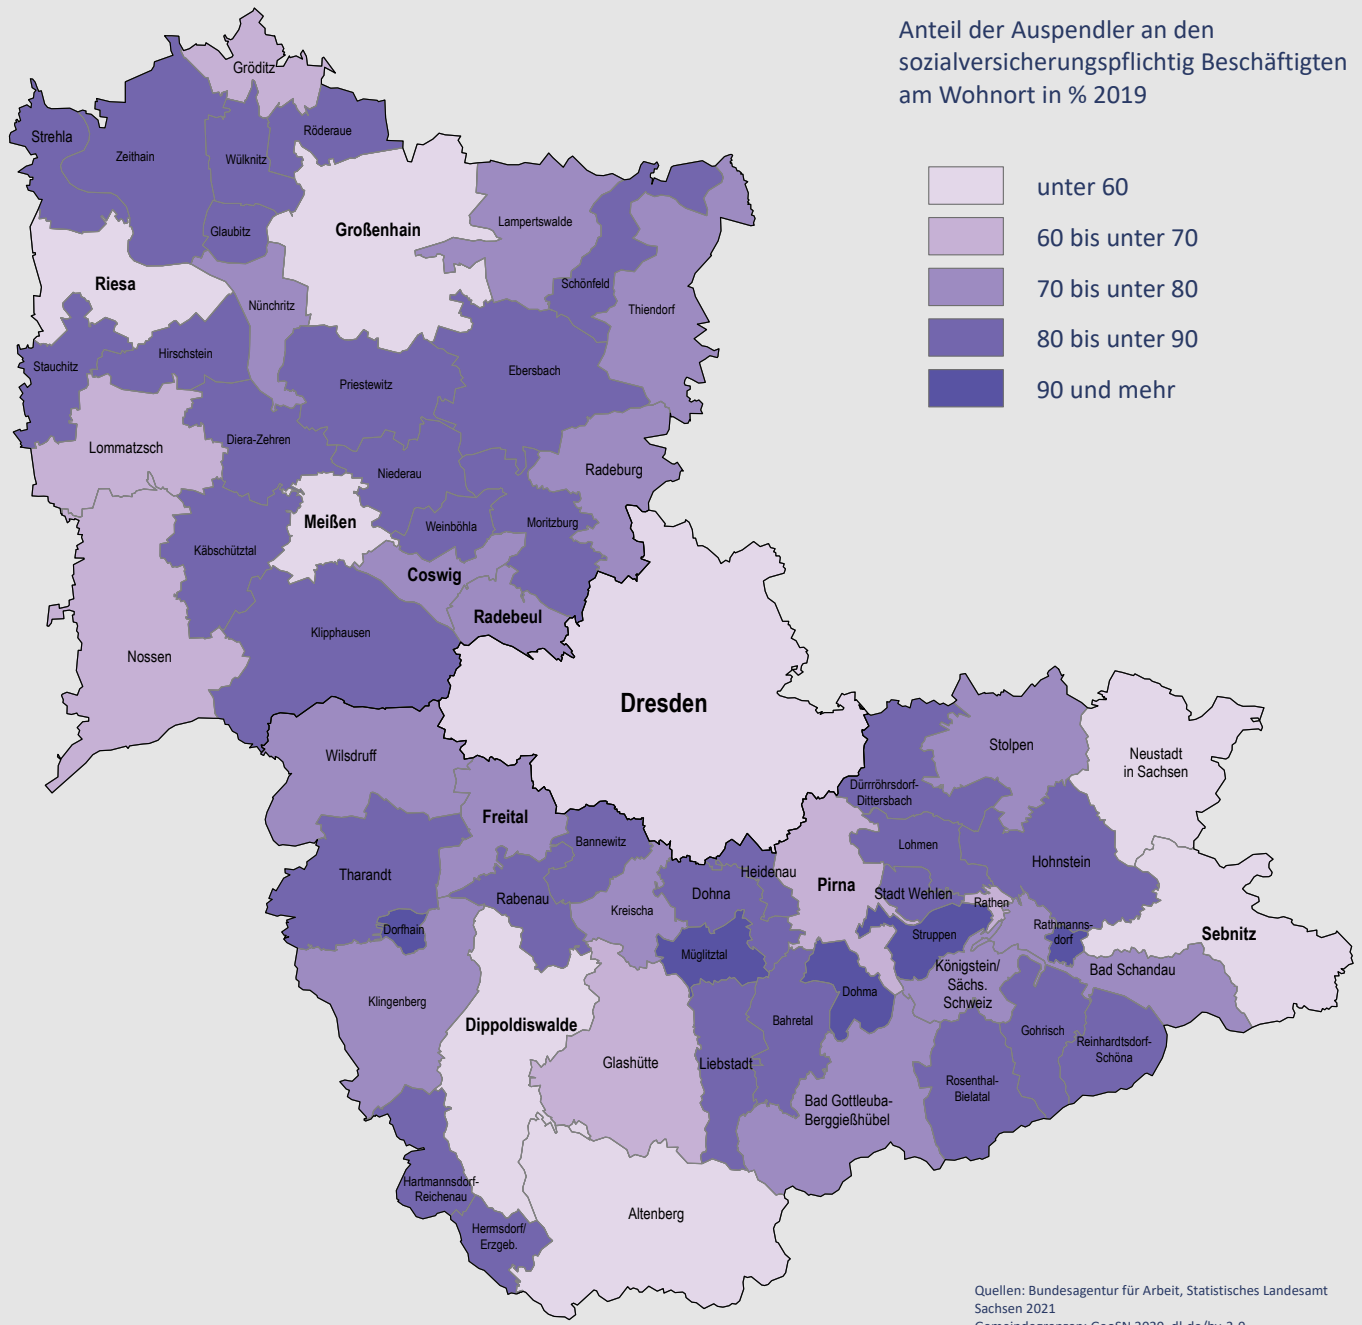 Anteil der Auspendler an den
sozialversicherungspflichtig Beschäftigten
am Wohnort in % 2019
unter 60
60 bis unter 70
70 bis unter 80
80 bis unter 90
90 und mehr
Gröditz
Strehla
Zeithain
Wülknitz
Röderaue
Glaubitz
Großenhain
Lampertswalde
Riesa
Nünchritz
Schönfeld
Thiendorf
Stauchitz
Hirschstein
Priestewitz
Ebersbach
Lommatzsch
Diera-Zehren
Niederau
Radeburg
Meißen
Weinböhla
Moritzburg
Käbschütztal
Coswig
Radebeul
Klipphausen
Nossen
Dresden
Wilsdruff
Stolpen
Neustadt
in Sachsen
Dürrröhrsdorf-
Dittersbach
Freital
Bannewitz
Lohmen
Hohnstein
Tharandt
Heidenau
Pirna
Rabenau
Dohna
Stadt Wehlen
Kreischa
Rathen
Dorfhain
Struppen
Rathmanns-
dorf
Sebnitz
Müglitztal
Königstein/
Sächs.
Schweiz
Bad Schandau
Klingenberg
Dohma
Dippoldiswalde
Bahretal
Gohrisch
Glashütte
Liebstadt
Reinhardtsdorf-
Schöna
Rosenthal-
Bielatal
Bad Gottleuba-
Berggießhübel
Hartmannsdorf-
Reichenau
Altenberg
Hermsdorf/
Erzgeb.
Quellen: Bundesagentur für Arbeit, Statistisches Landesamt
Sachsen 2021